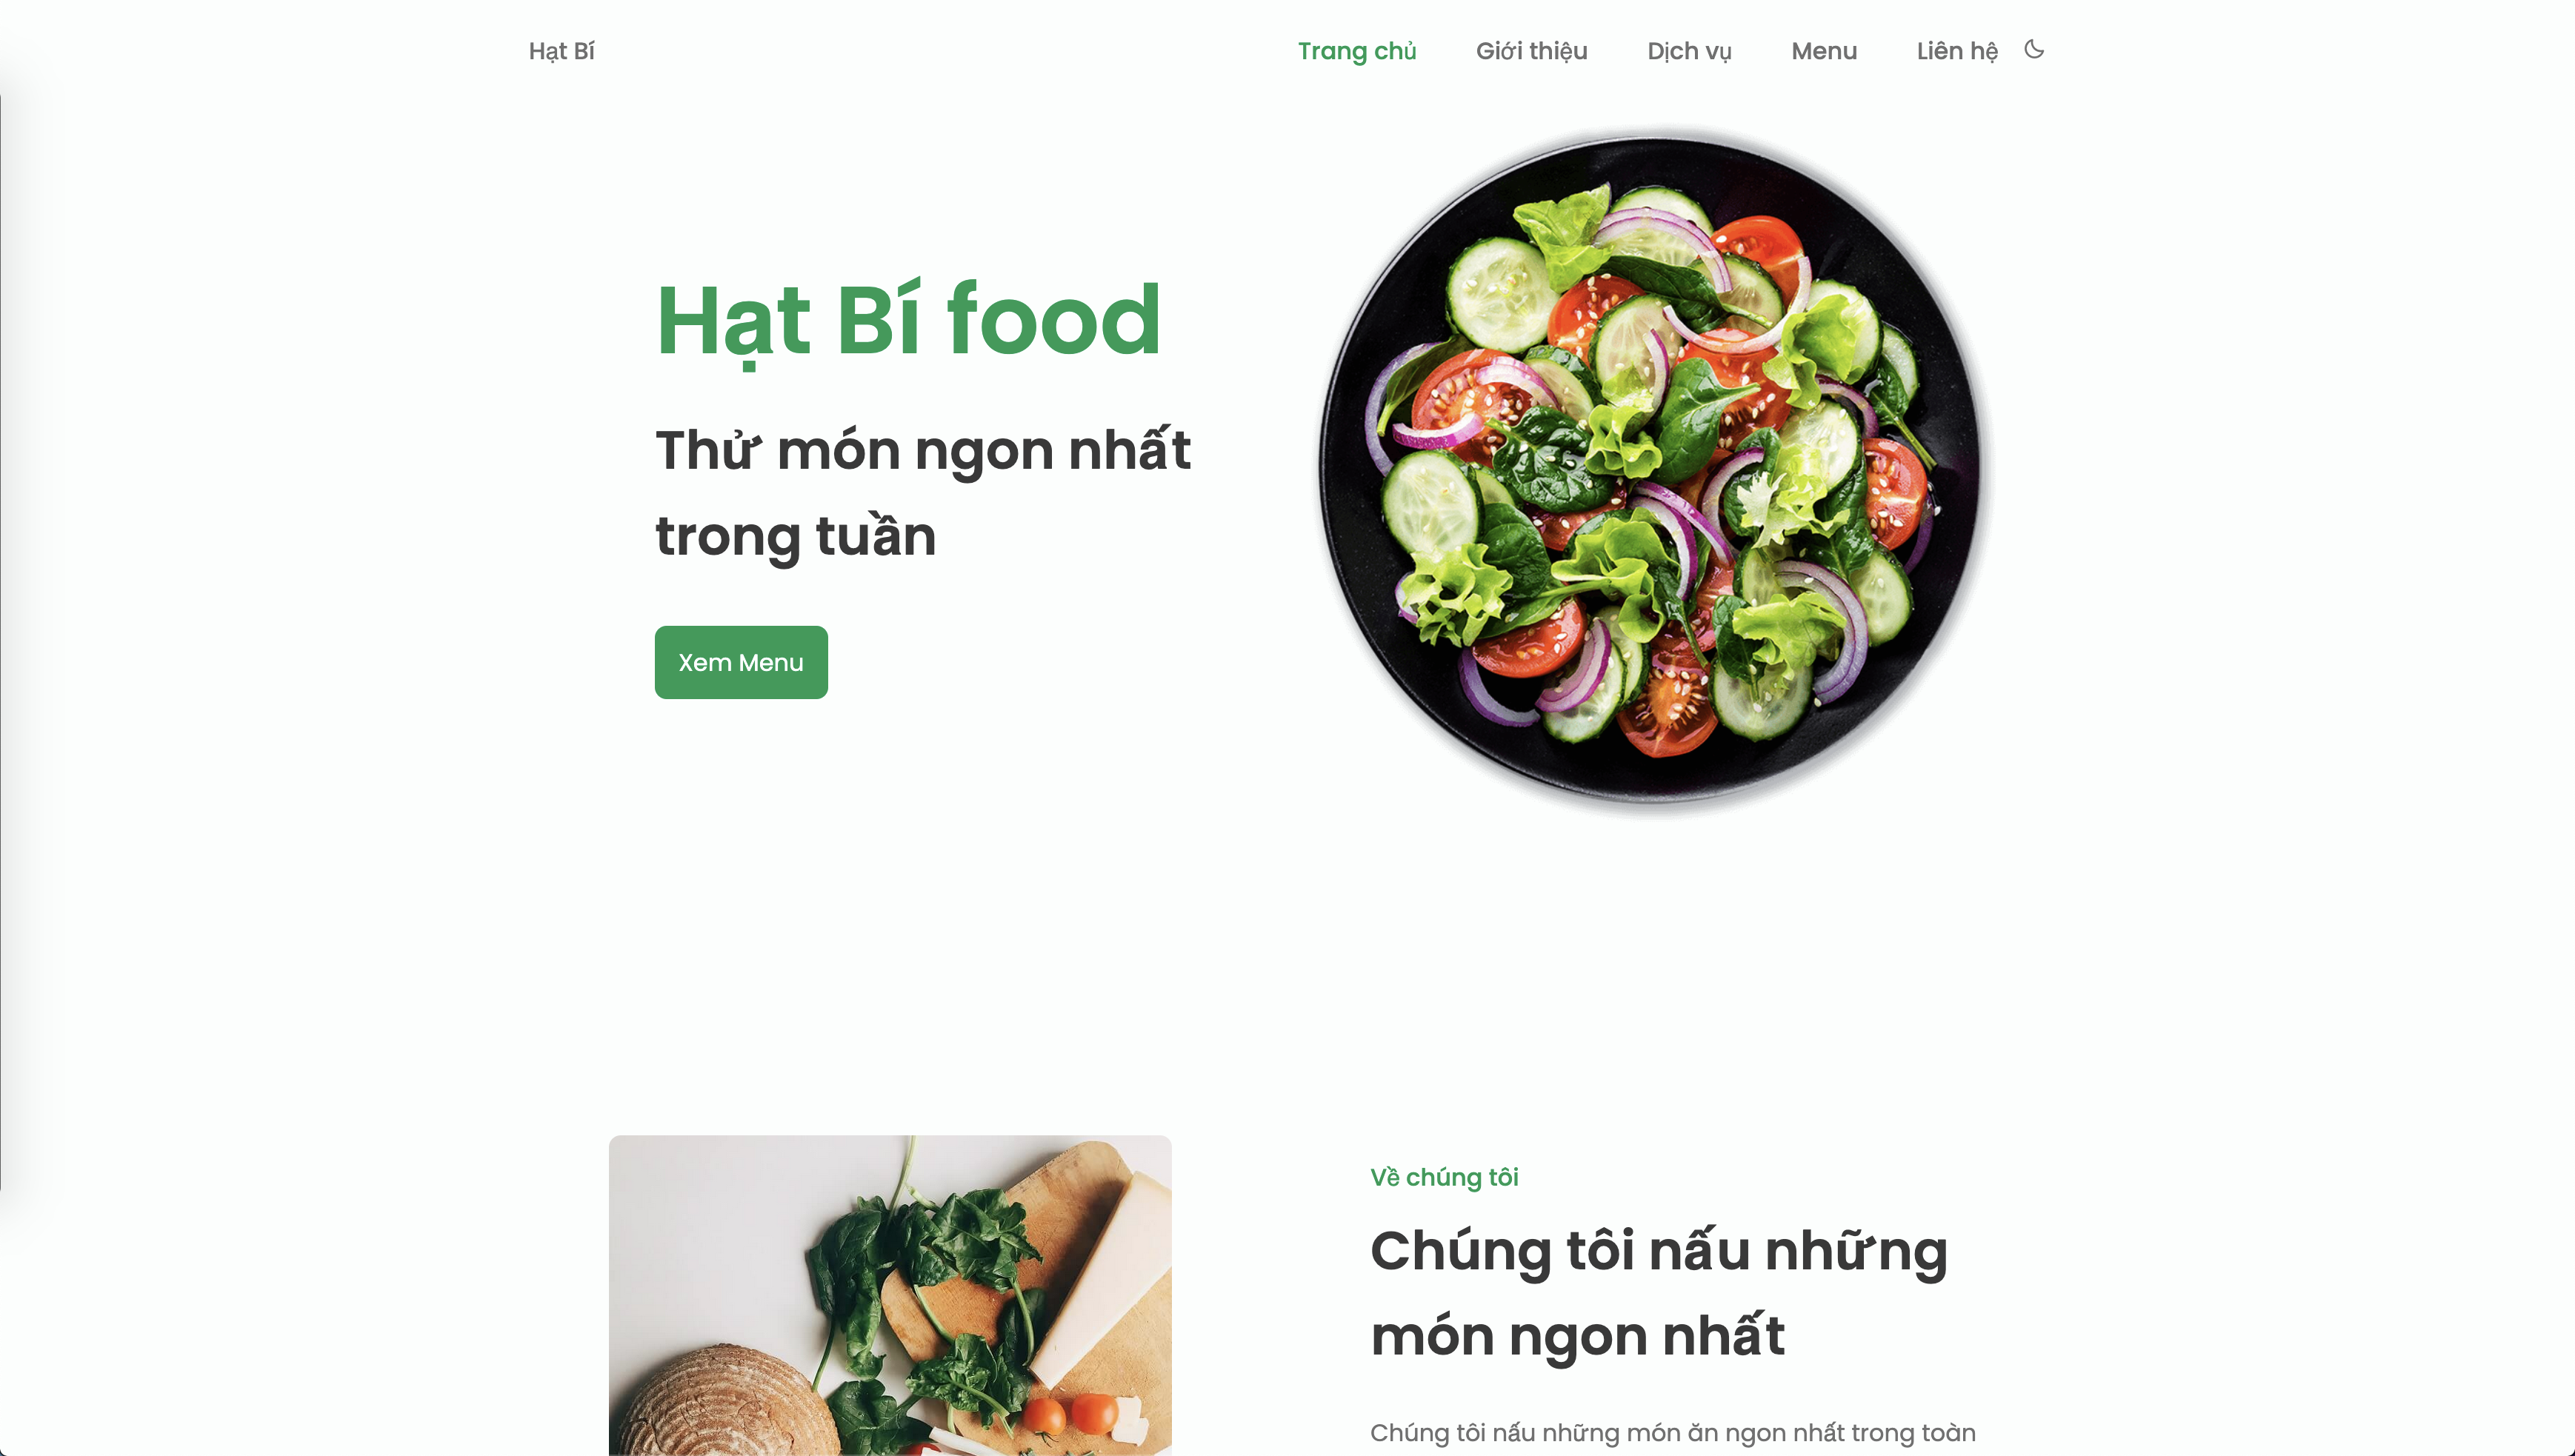 Hạt Bí
Trang chủ
Giới thiệu
Dịch vụ
Menu
Liên hệ
Hạt Bí food
Thử món ngon nhất
trong tuần
Xem Menu
Về chúng tôi
Chúng tôi nấu những
món ngon nhất
Chúng tôi nấu những món ăn ngon nhất trong toàn